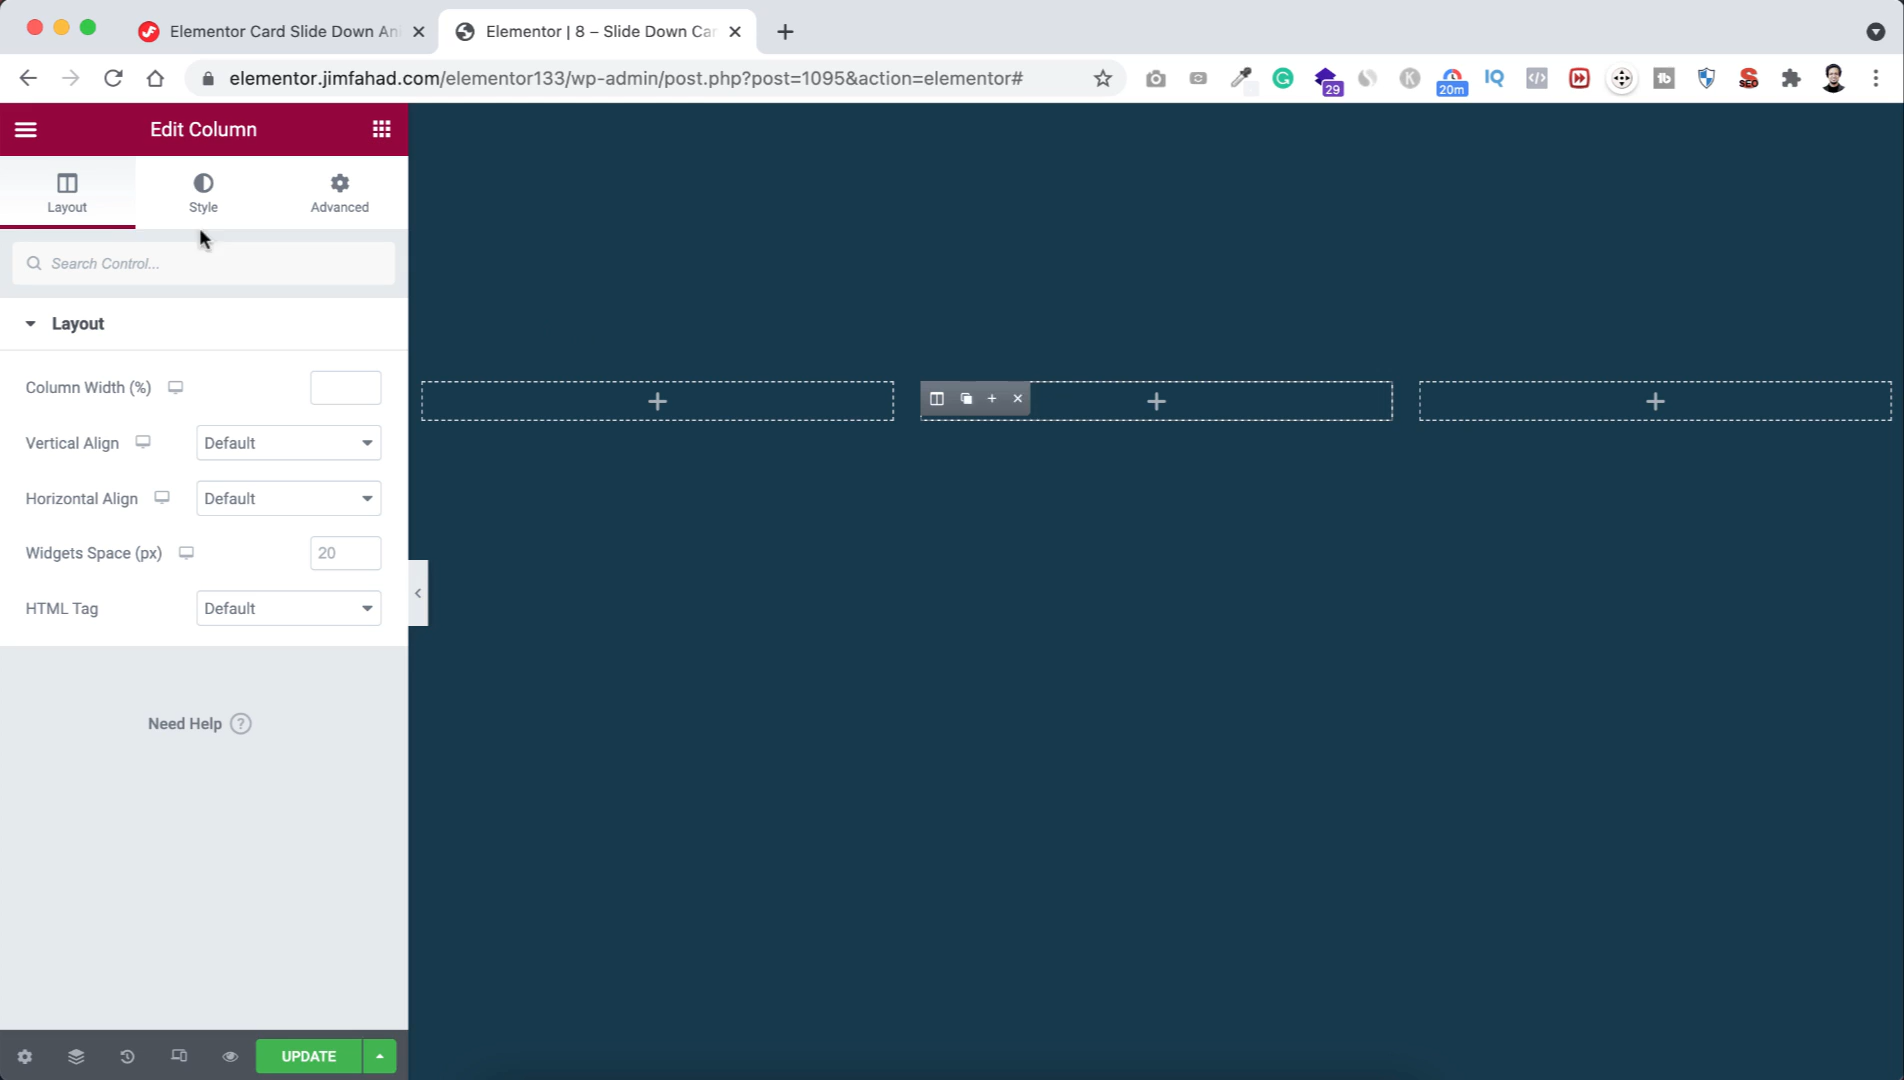 Elementor Card Slide Down An
Elementor | 8 – Slide Down Car
elementor.jimfahad.com/elementor133/wp-admin/post.php?post=1095&action=elementor#
29
K
20m
IQ
SEO
Edit Column
Layout
Style
Advanced
Search Control...
Layout
Column Width (%)
Vertical Align
Default
Horizontal Align
Default
Widgets Space (px)
20
HTML Tag
Default
Need Help ?
UPDATE